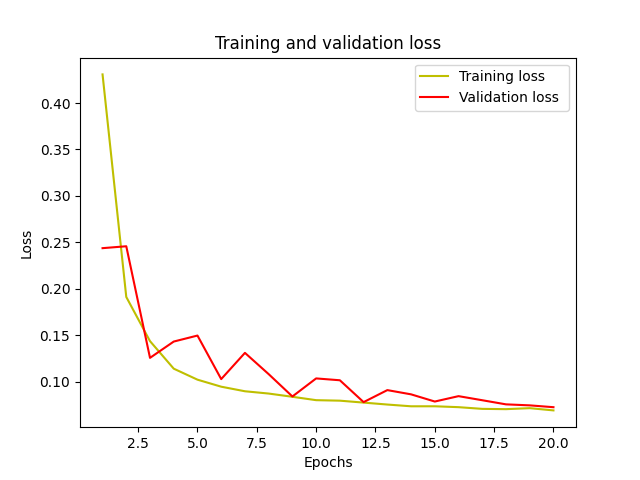 Training and validation loss
Training loss
Validation loss
0.40
0.35
0.30
0.25
0.20
0.15
0.10
Loss
2.5 5.0 7.5 10.0 12.5 15.0 17.5 20.0
Epochs